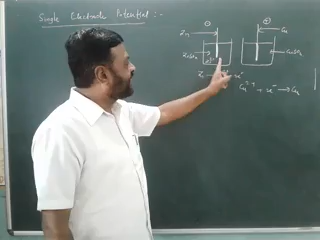 Single Electrode Potential :-
⊖ ⊕
Zn Cu
ZnSO₄ CuSO₄
Cu²⁺ + 2e⁻ → Cu